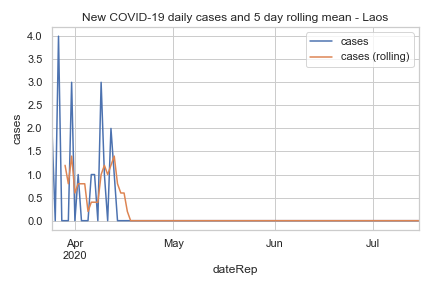 New COVID-19 daily cases and 5 day rolling mean - Laos
cases
cases (rolling)
4.0
3.5
3.0
2.5
2.0
1.5
1.0
0.5
0.0
cases
Apr
2020
May
Jun
Jul
dateRep